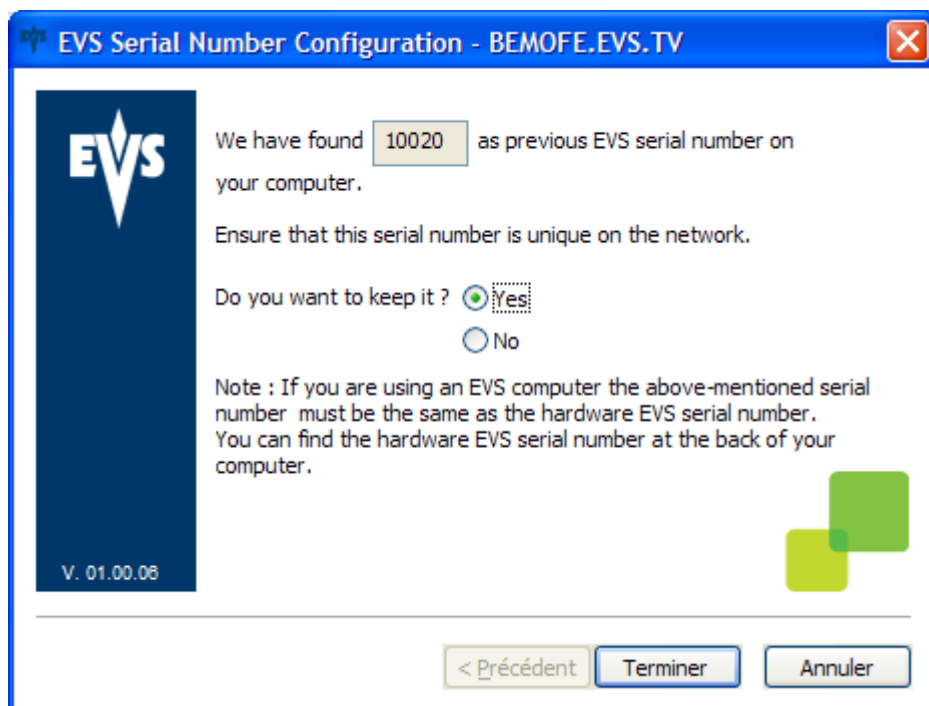 EVS Serial Number Configuration - BEMOFE.EVS.TV
EVS
We have found 10020 as previous EVS serial number on
your computer.
Ensure that this serial number is unique on the network.
Do you want to keep it ? Yes
No
Note : If you are using an EVS computer the above-mentioned serial
number must be the same as the hardware EVS serial number.
You can find the hardware EVS serial number at the back of your
computer.
V. 01.00.06
< Précédent Terminer Annuler